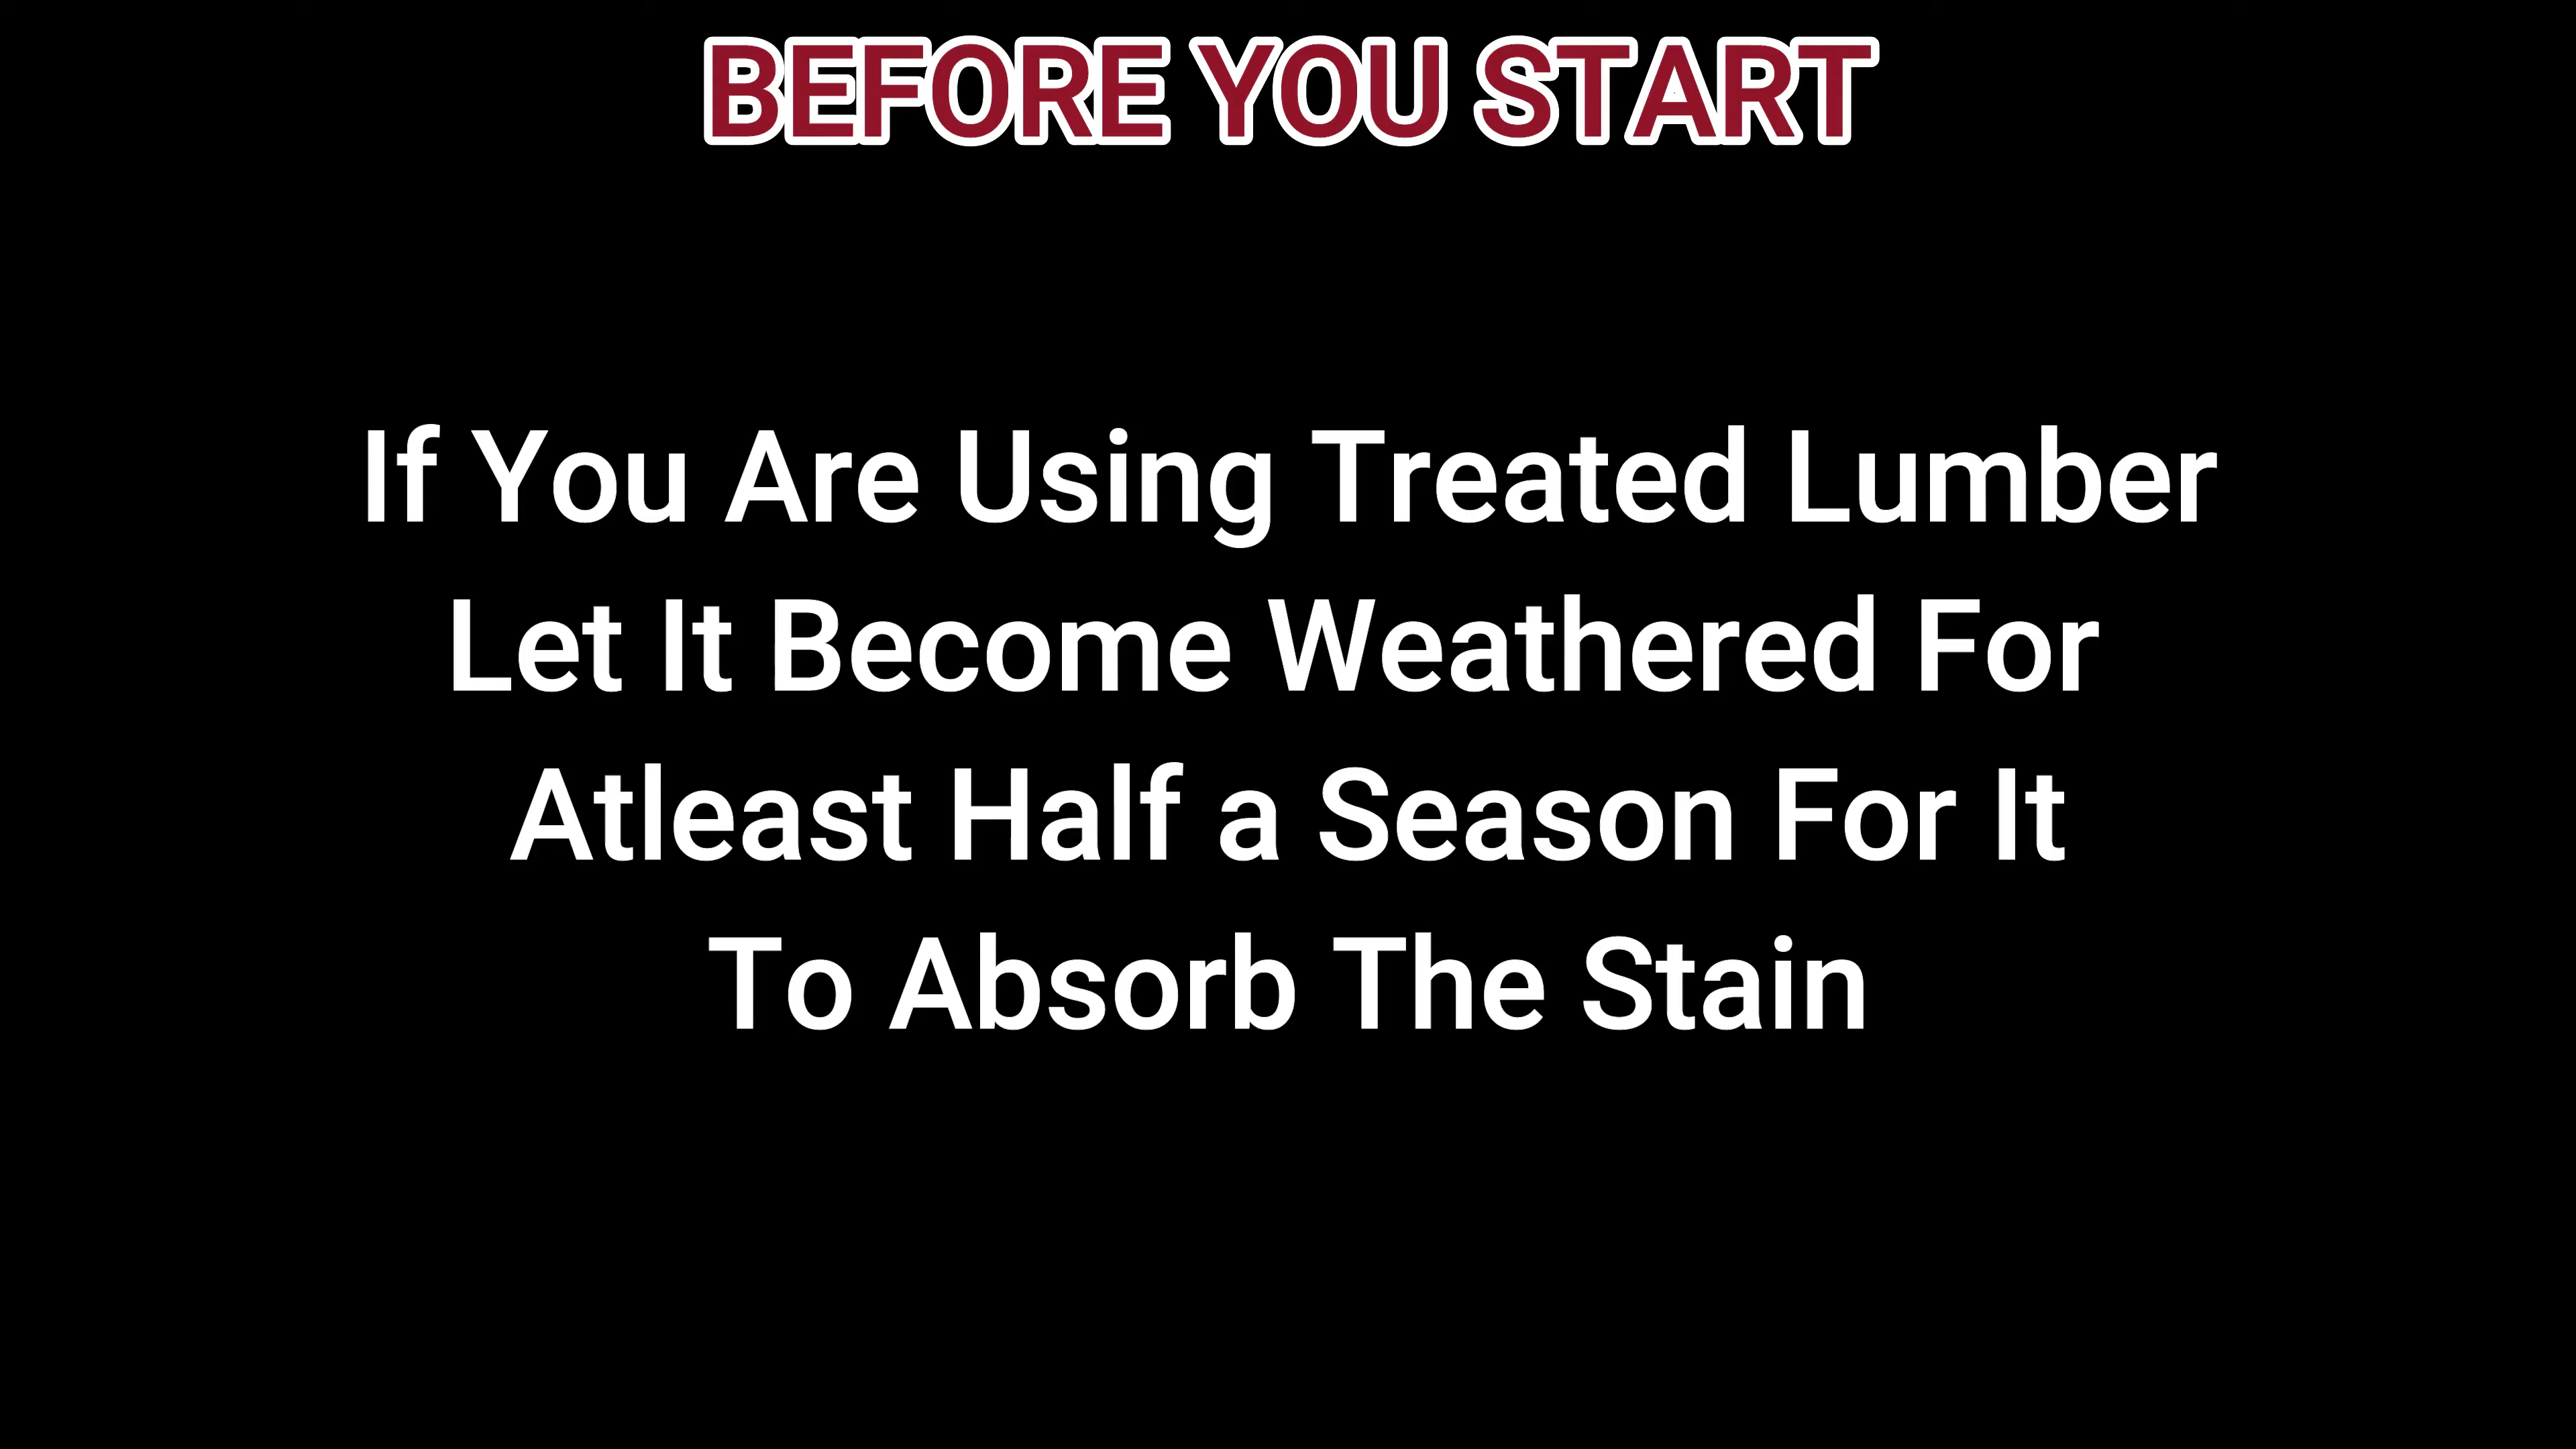 BEFORE YOU START
If You Are Using Treated Lumber
Let It Become Weathered For
Atleast Half a Season For It
To Absorb The Stain